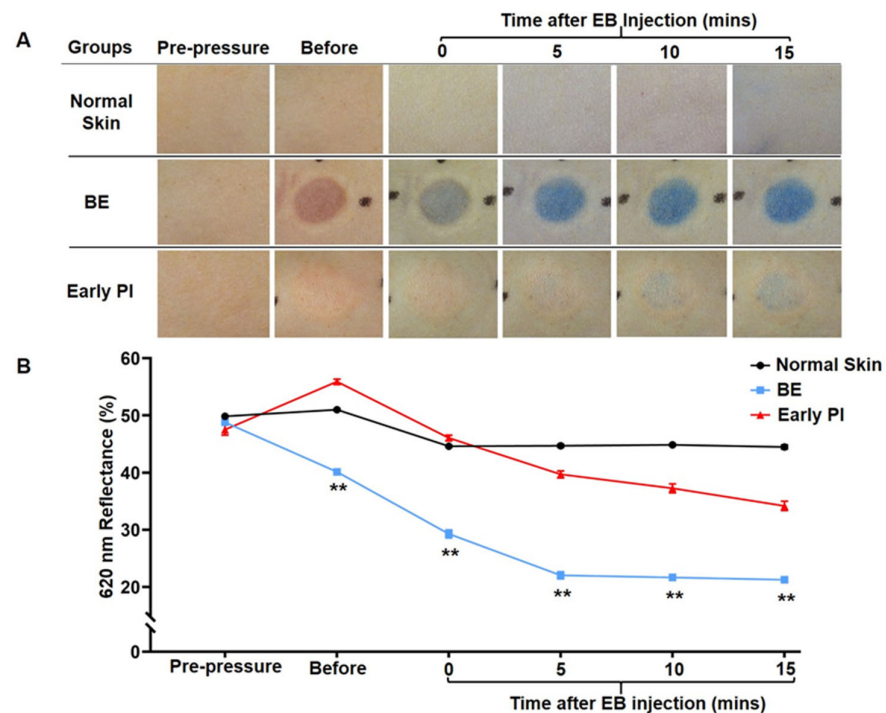 A
Groups
Pre-pressure
Before
Time after EB Injection (mins)
0
5
10
15
Normal
Skin
BE
Early PI
B
60
50
40
30
20
0
620 nm Reflectance (%)
Normal Skin
BE
Early PI
**
**
**
**
**
Pre-pressure
Before
0
5
10
15
Time after EB injection (mins)